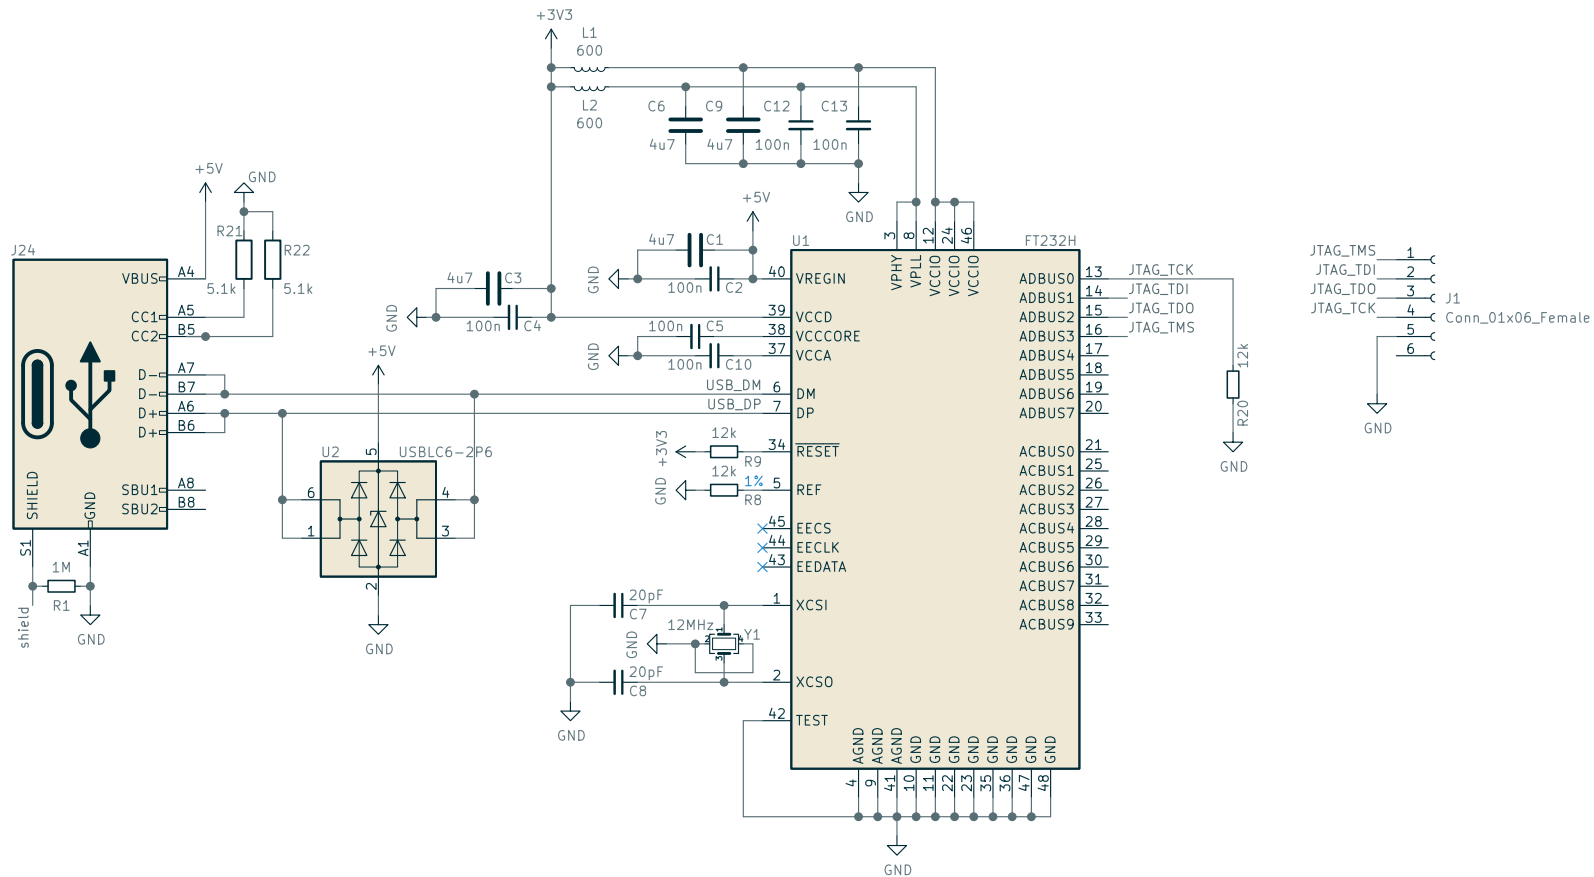 +3V3
L1
600
L2
600
C6
C9
C12
C13
4u7
4u7
100n
100n
GND
+5V
GND
R21
R22
5.1k
5.1k
J24
VBUS A4
CC1 A5
CC2 B5
D- A7
D- B7
D+ A6
D+ B6
SBU1 A8
SBU2 B8
SHIELD
GND
S1
A1
1M
R1
shield
GND
+5V
U2
USBLC6-2P6
5
6
4
1
3
2
GND
4u7 C3
GND
100n C4
+5V
4u7 C1
GND
100n C2
C5
100n
GND
100n C10
USB_DM
USB_DP
+3V3
12k
R9
12k 1%
GND
R8
20pF
C7
12MHz
Y1
1
2
4
3
GND
20pF
C8
GND
U1
FT232H
3 VPHY
8 VPLL
12 VCCIO
24 VCCIO
46 VCCIO
40 VREGIN
39 VCCD
38 VCCCORE
37 VCCA
6 DM
7 DP
34 RESET
5 REF
45 EECS
44 EECLK
43 EEDATA
1 XCSI
2 XCSO
42 TEST
ADBUS0 13 JTAG_TCK
ADBUS1 14 JTAG_TDI
ADBUS2 15 JTAG_TDO
ADBUS3 16 JTAG_TMS
ADBUS4 17
ADBUS5 18
ADBUS6 19
ADBUS7 20
ACBUS0 21
ACBUS1 25
ACBUS2 26
ACBUS3 27
ACBUS4 28
ACBUS5 29
ACBUS6 30
ACBUS7 31
ACBUS8 32
ACBUS9 33
AGND 4
AGND 9
AGND 41
GND 10
GND 11
GND 22
GND 23
GND 35
GND 36
GND 47
GND 48
GND
12k
R20
GND
JTAG_TMS 1
JTAG_TDI 2
JTAG_TDO 3
JTAG_TCK 4
5
6
J1
Conn_01x06_Female
GND